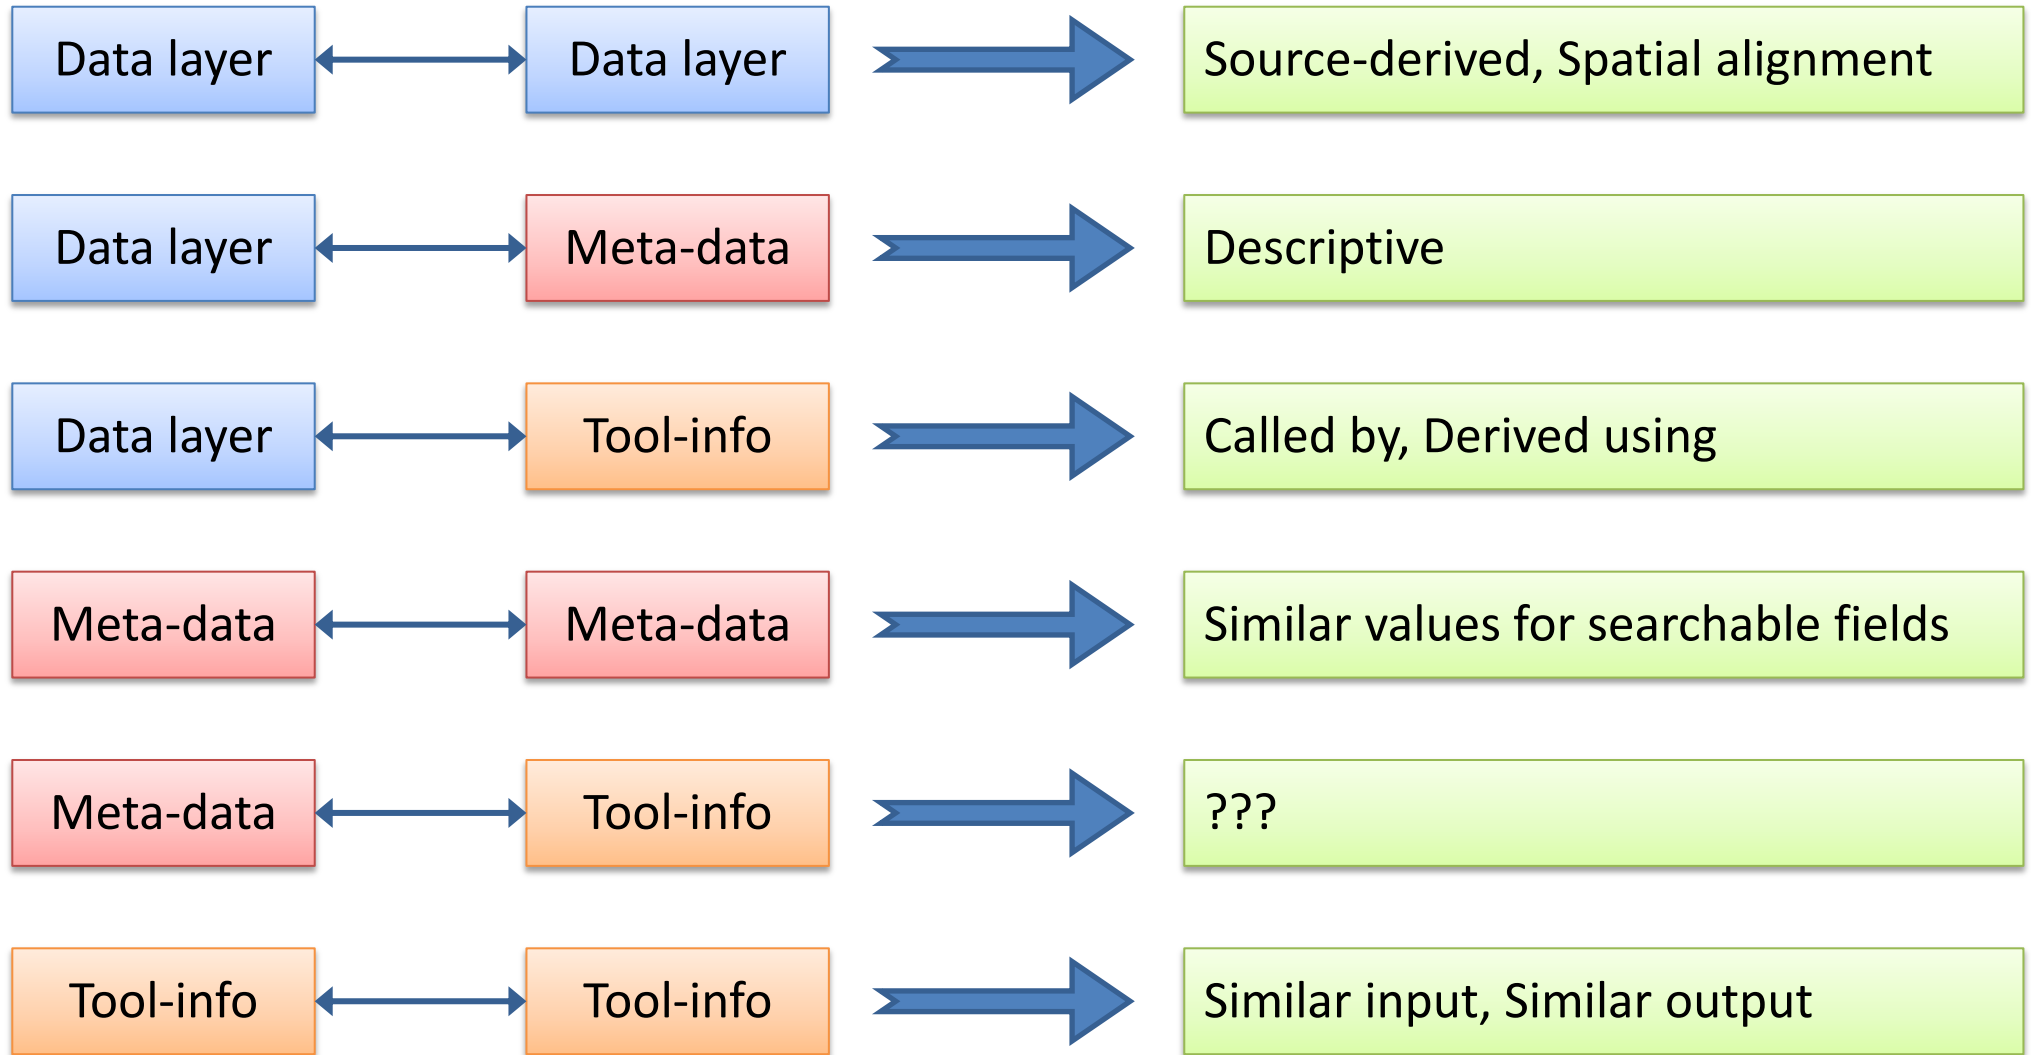 Data layer Data layer Source-derived, Spatial alignment
Data layer Meta-data Descriptive
Data layer Tool-info Called by, Derived using
Meta-data Meta-data Similar values for searchable fields
Meta-data Tool-info ???
Tool-info Tool-info Similar input, Similar output